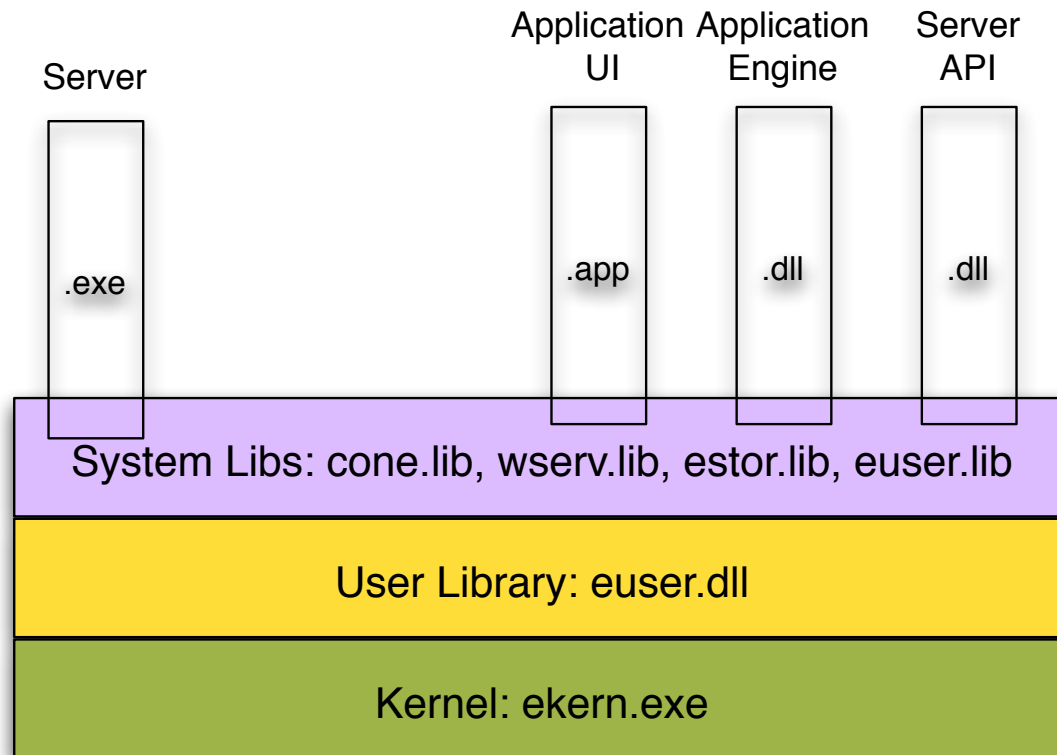 Server
Application
UI
Application
Engine
Server
API
.exe
.app
.dll
.dll
System Libs: cone.lib, wserv.lib, estor.lib, euser.lib
User Library: euser.dll
Kernel: ekern.exe